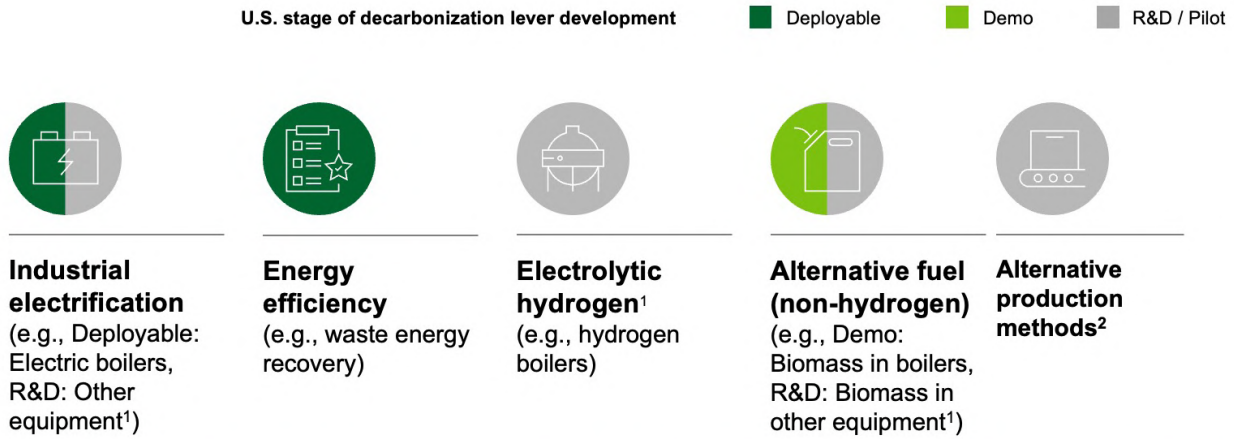 U.S. stage of decarbonization lever development
Deployable
Demo
R&D / Pilot
Industrial
electrification
(e.g., Deployable:
Electric boilers,
R&D: Other
equipment¹)
Energy
efficiency
(e.g., waste energy
recovery)
Electrolytic
hydrogen¹
(e.g., hydrogen
boilers)
Alternative fuel
(non-hydrogen)
(e.g., Demo:
Biomass in boilers,
R&D: Biomass in
other equipment¹)
Alternative
production
methods²